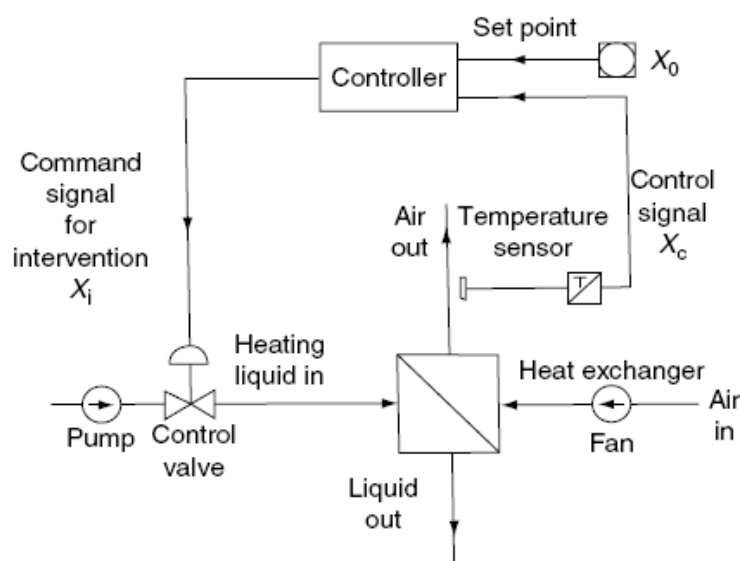 Set point
X0
Controller
Command
signal
for
intervention
Xi
Control
signal
Xc
Air
out
Temperature
sensor
T
Heating
liquid in
Heat exchanger
Pump
Control
valve
Fan
Air
in
Liquid
out